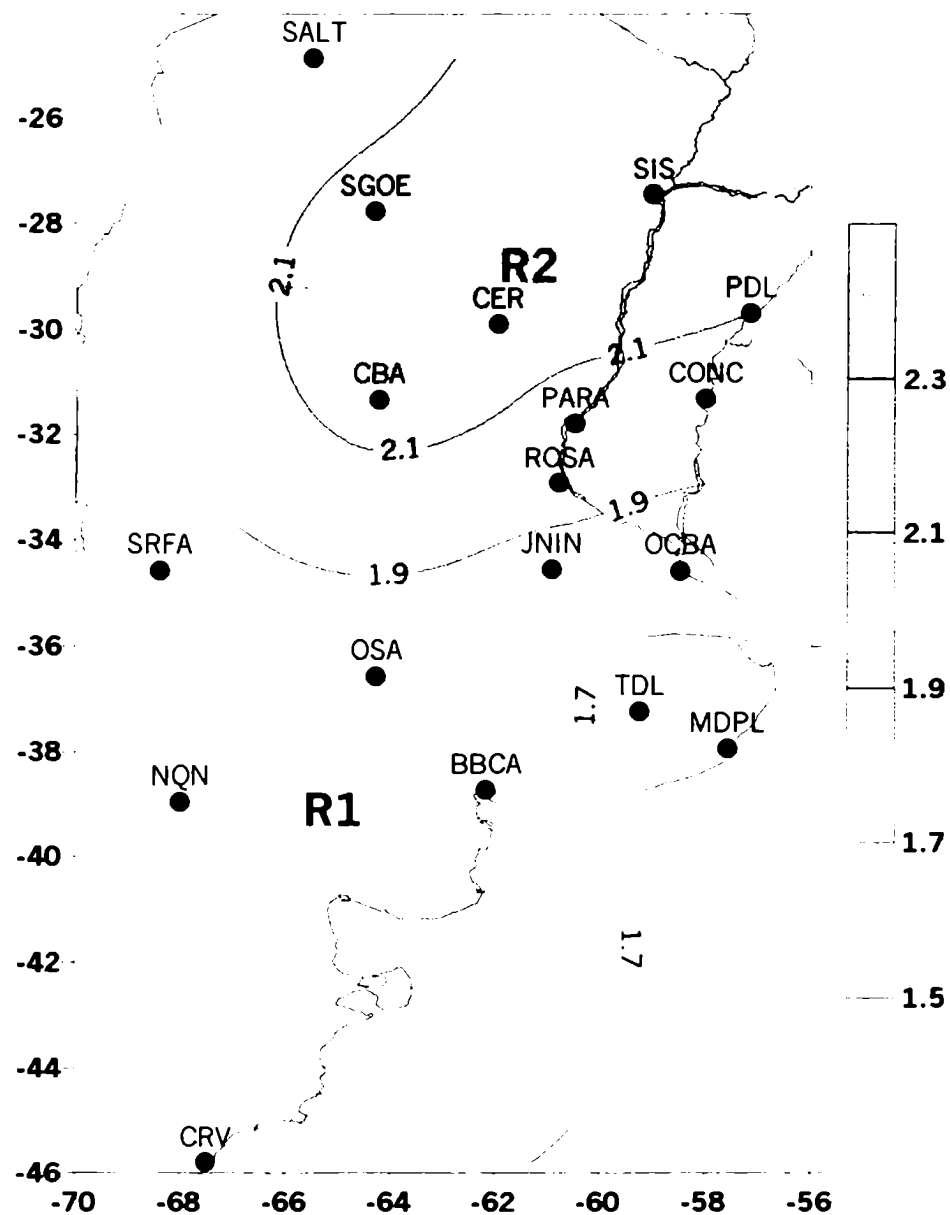 SALT
-26
SIS
SGOE
-28
2.1
R2
PDL
CER
-30
2.1
CBA
CONC
2.3
PARA
-32
2.1
ROSA
1.9
SRFA
JNIN
OCBA
2.1
-34
1.9
-36
OSA
TDL
1.7
1.9
MDPL
-38
BBCA
NQN
R1
1.7
-40
1.7
-42
1.5
-44
CRV
-46
-70 -68 -66 -64 -62 -60 -58 -56